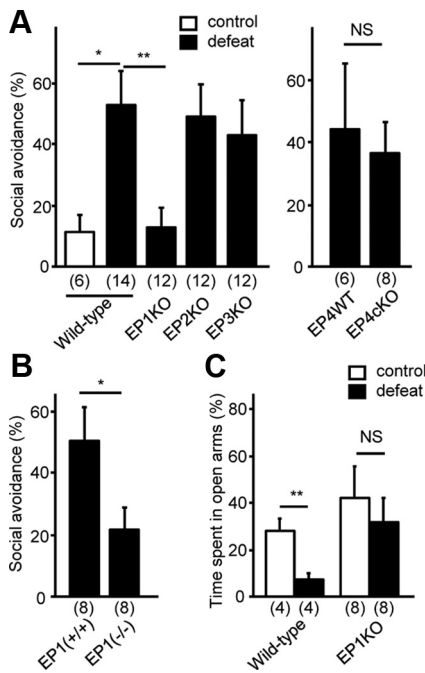 A
control
defeat
Social avoidance (%)
60
40
20
0
*
**
(6) (14) (12) (12) (12)
Wild-type EP1KO EP2KO EP3KO
NS
60
40
20
0
(6) (8)
EP4WT EP4cKO
B
Social avoidance (%)
60
40
20
0
*
(8) (8)
EP1(+/+) EP1(-/-)
C
control
defeat
Time spent in open arms (%)
80
60
40
20
0
**
NS
(4) (4) (8) (8)
Wild-type EP1KO